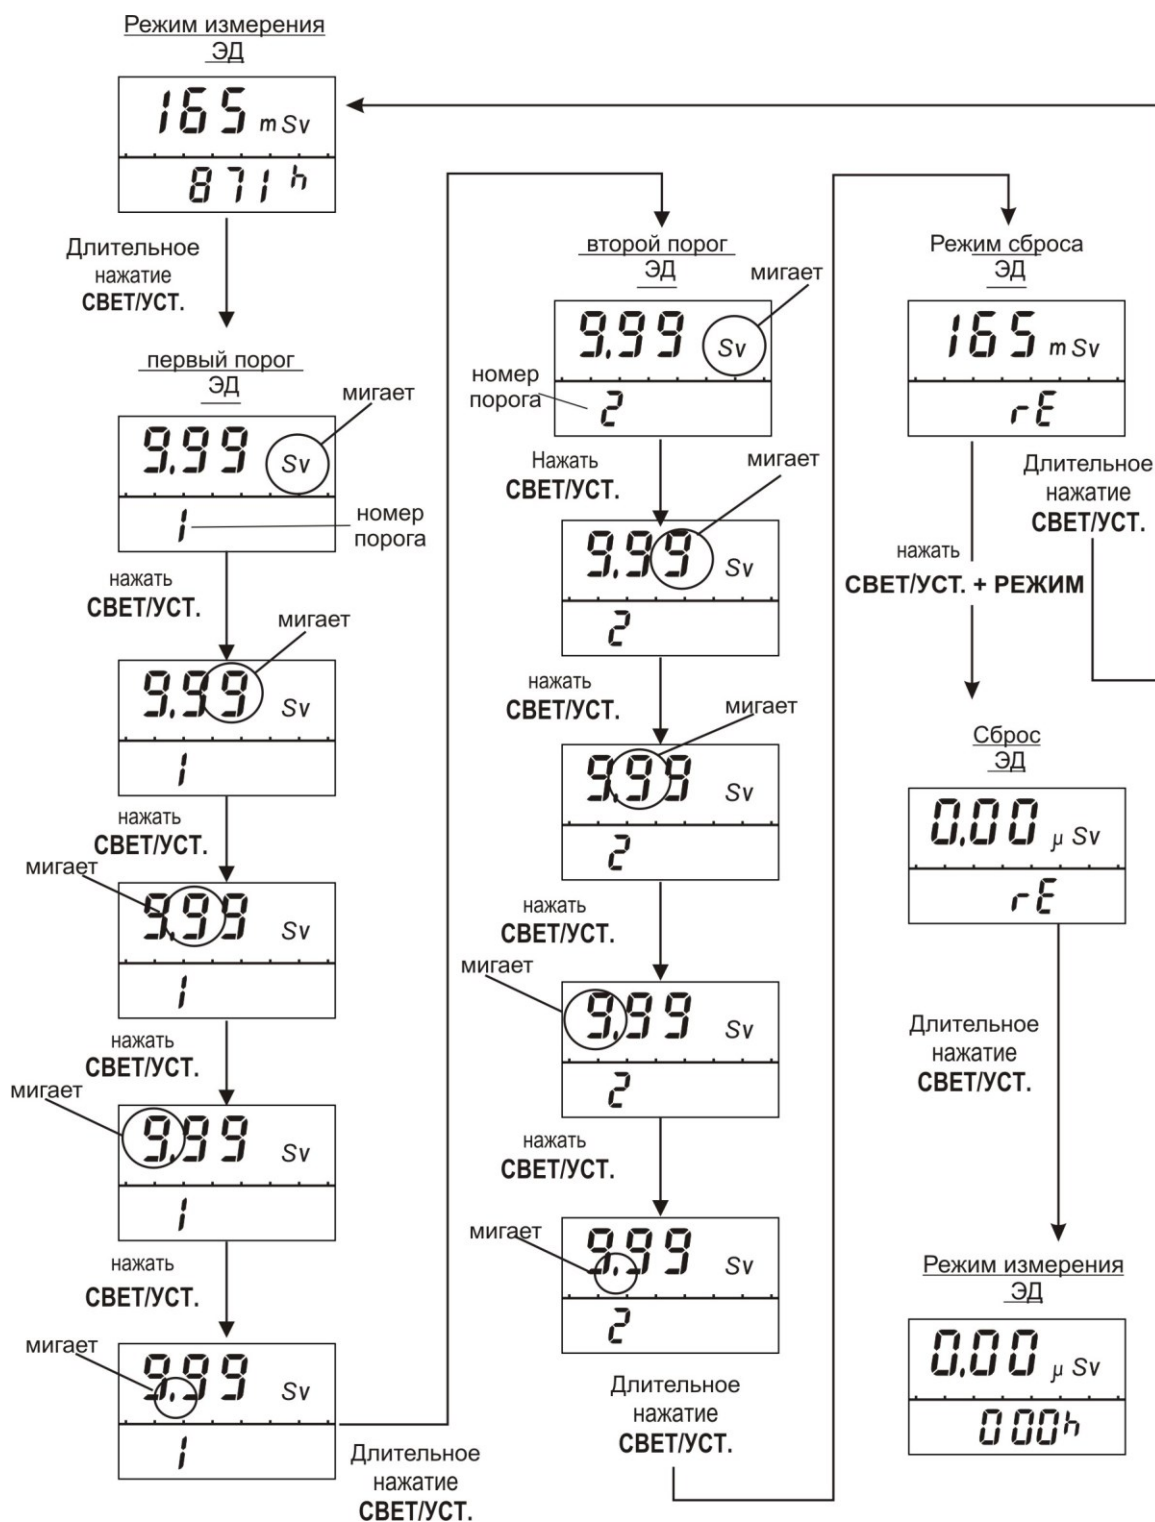 Режим измерения
ЭД
165 mSv
871 h
Длительное
нажатие
СВЕТ/УСТ.
первый порог
ЭД
мигает
9.99 Sv
1
номер
порога
нажать
СВЕТ/УСТ.
мигает
9.99 Sv
1
нажать
СВЕТ/УСТ.
мигает
9.99 Sv
1
нажать
СВЕТ/УСТ.
мигает
9.99 Sv
1
нажать
СВЕТ/УСТ.
мигает
9.99 Sv
1
Длительное
нажатие
СВЕТ/УСТ.
второй порог
ЭД
мигает
9.99 Sv
номер
порога
2
Нажать
СВЕТ/УСТ.
мигает
9.99 Sv
2
нажать
СВЕТ/УСТ.
мигает
9.99 Sv
2
нажать
СВЕТ/УСТ.
мигает
9.99 Sv
2
нажать
СВЕТ/УСТ.
мигает
9.99 Sv
2
Длительное
нажатие
СВЕТ/УСТ.
Режим сброса
ЭД
165 mSv
rE
Длительное
нажатие
СВЕТ/УСТ.
нажать
СВЕТ/УСТ. + РЕЖИМ
Сброс
ЭД
0.00 μ Sv
rE
Длительное
нажатие
СВЕТ/УСТ.
Режим измерения
ЭД
0.00 μ Sv
000h